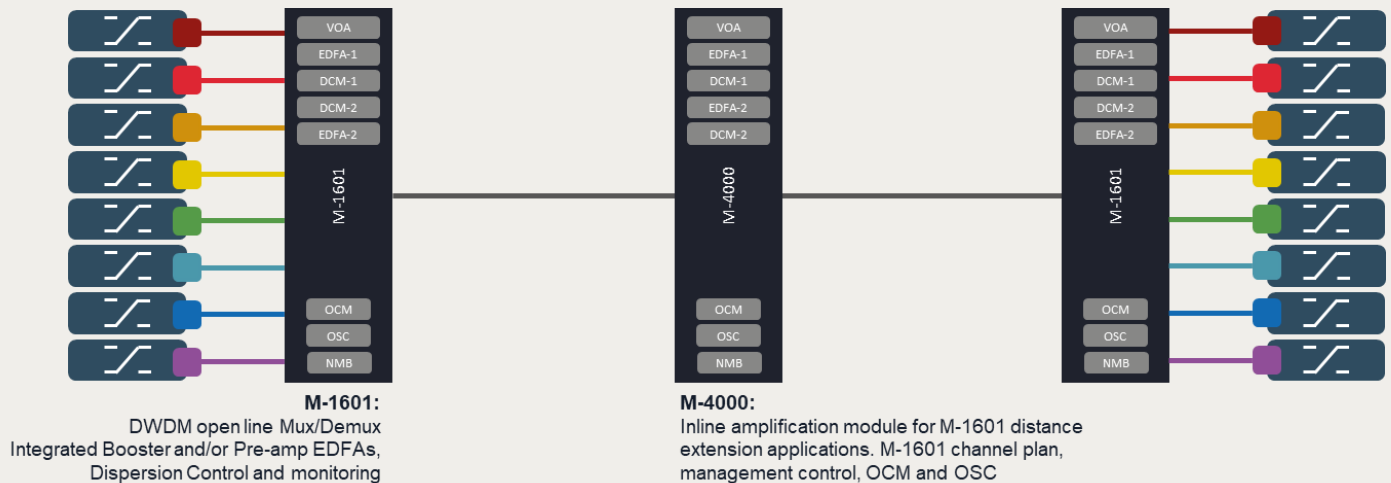 VOA
EDFA-1
DCM-1
DCM-2
EDFA-2
M-1601
OCM
OSC
NMB
VOA
EDFA-1
DCM-1
EDFA-2
DCM-2
M-4000
OCM
OSC
NMB
VOA
EDFA-1
DCM-1
DCM-2
EDFA-2
M-1601
OCM
OSC
NMB
M-1601:
DWDM open line Mux/Demux
Integrated Booster and/or Pre-amp EDFAs,
Dispersion Control and monitoring
M-4000:
Inline amplification module for M-1601 distance
extension applications. M-1601 channel plan,
management control, OCM and OSC